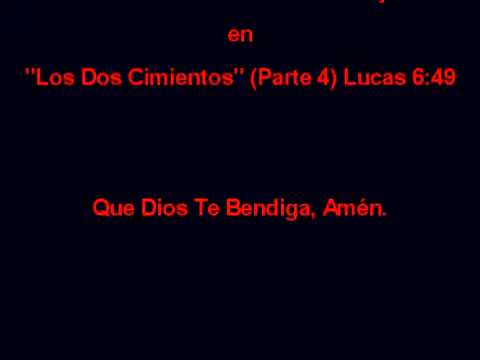 en
"Los Dos Cimientos" (Parte 4) Lucas 6:49
Que Dios Te Bendiga, Amén.